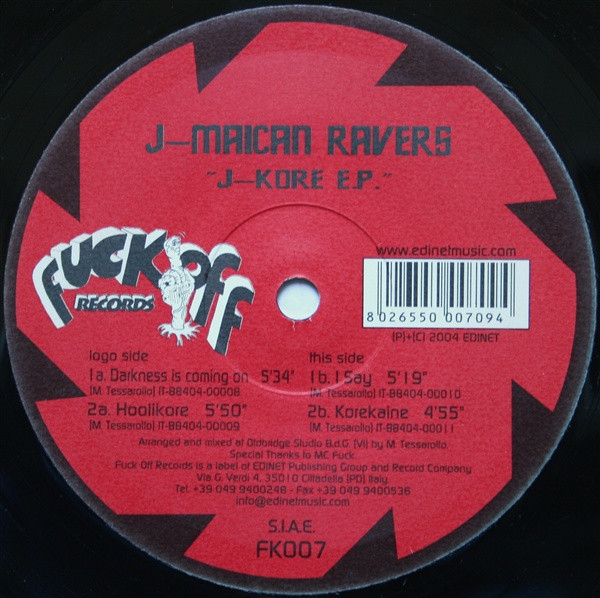 J-MAICAN RAVERS
"J-KORE E.P."
www.edinetmusic.com
FUCK OFF
RECORDS
8 026550 007094
(P)+(C) 2004 EDINET
logo side
1a. Darkness is coming on 5'34"
(M. Tessarollo) IT-B8404-00008
2a. Hoolikore 5'50"
(M. Tessarollo) IT-B8404-00009
this side
1b. I Say 5'19"
(M. Tessarollo) IT-B8404-00010
2b. Korekaine 4'55"
(M. Tessarollo) IT-B8404-00011
Arranged and mixed at Oldbridge Studio B.d.G. (VI) by M. Tessarollo.
Special Thanks to MC Fuck.
Fuck Off Records is a label of EDINET Publishing Group and Record Company
Via G. Verdi 4, 35010 Cittadella (PD) Italy.
Tel. +39 049 9400246 - Fax +39 049 9400536
info@edinetmusic.com
S.I.A.E.
FK007